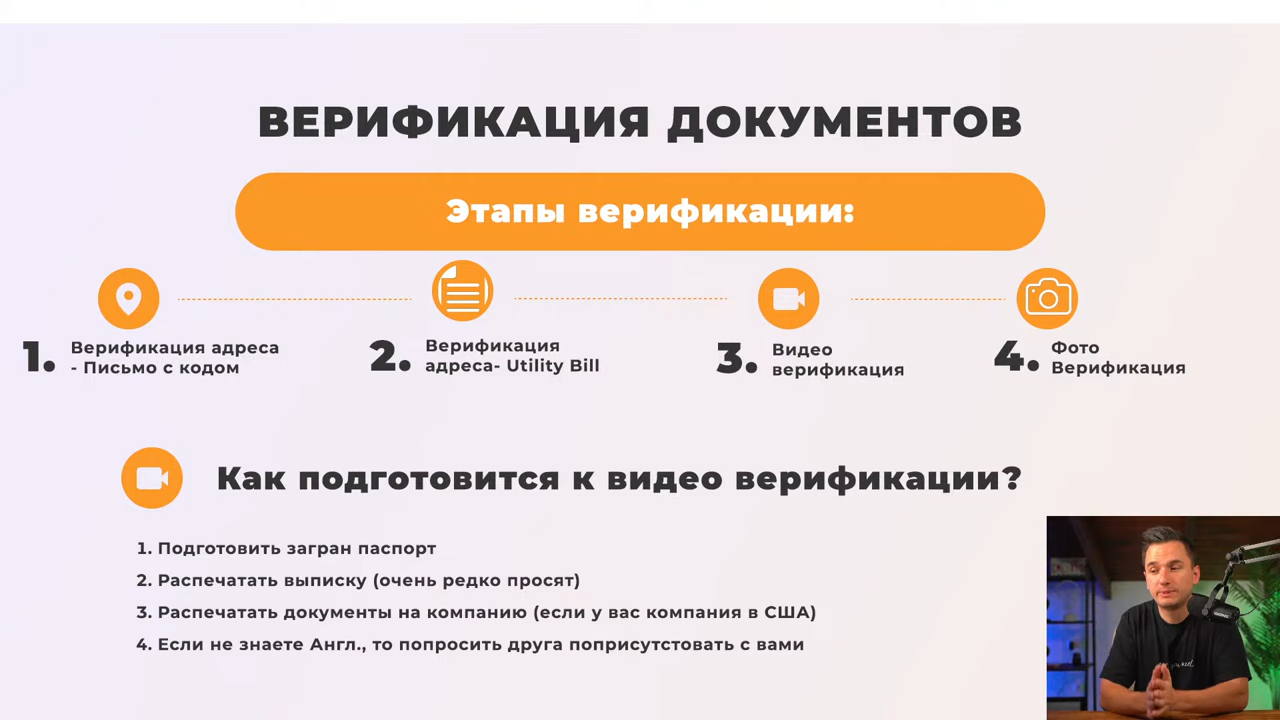 ВЕРИФИКАЦИЯ ДОКУМЕНТОВ
Этапы верификации:
1. Верификация адреса
- Письмо с кодом
2. Верификация
адреса- Utility Bill
3. Видео
верификация
4. Фото
Верификация
Как подготовится к видео верификации?
1. Подготовить загран паспорт
2. Распечатать выписку (очень редко просят)
3. Распечатать документы на компанию (если у вас компания в США)
4. Если не знаете Англ., то попросить друга поприсутстовать с вами